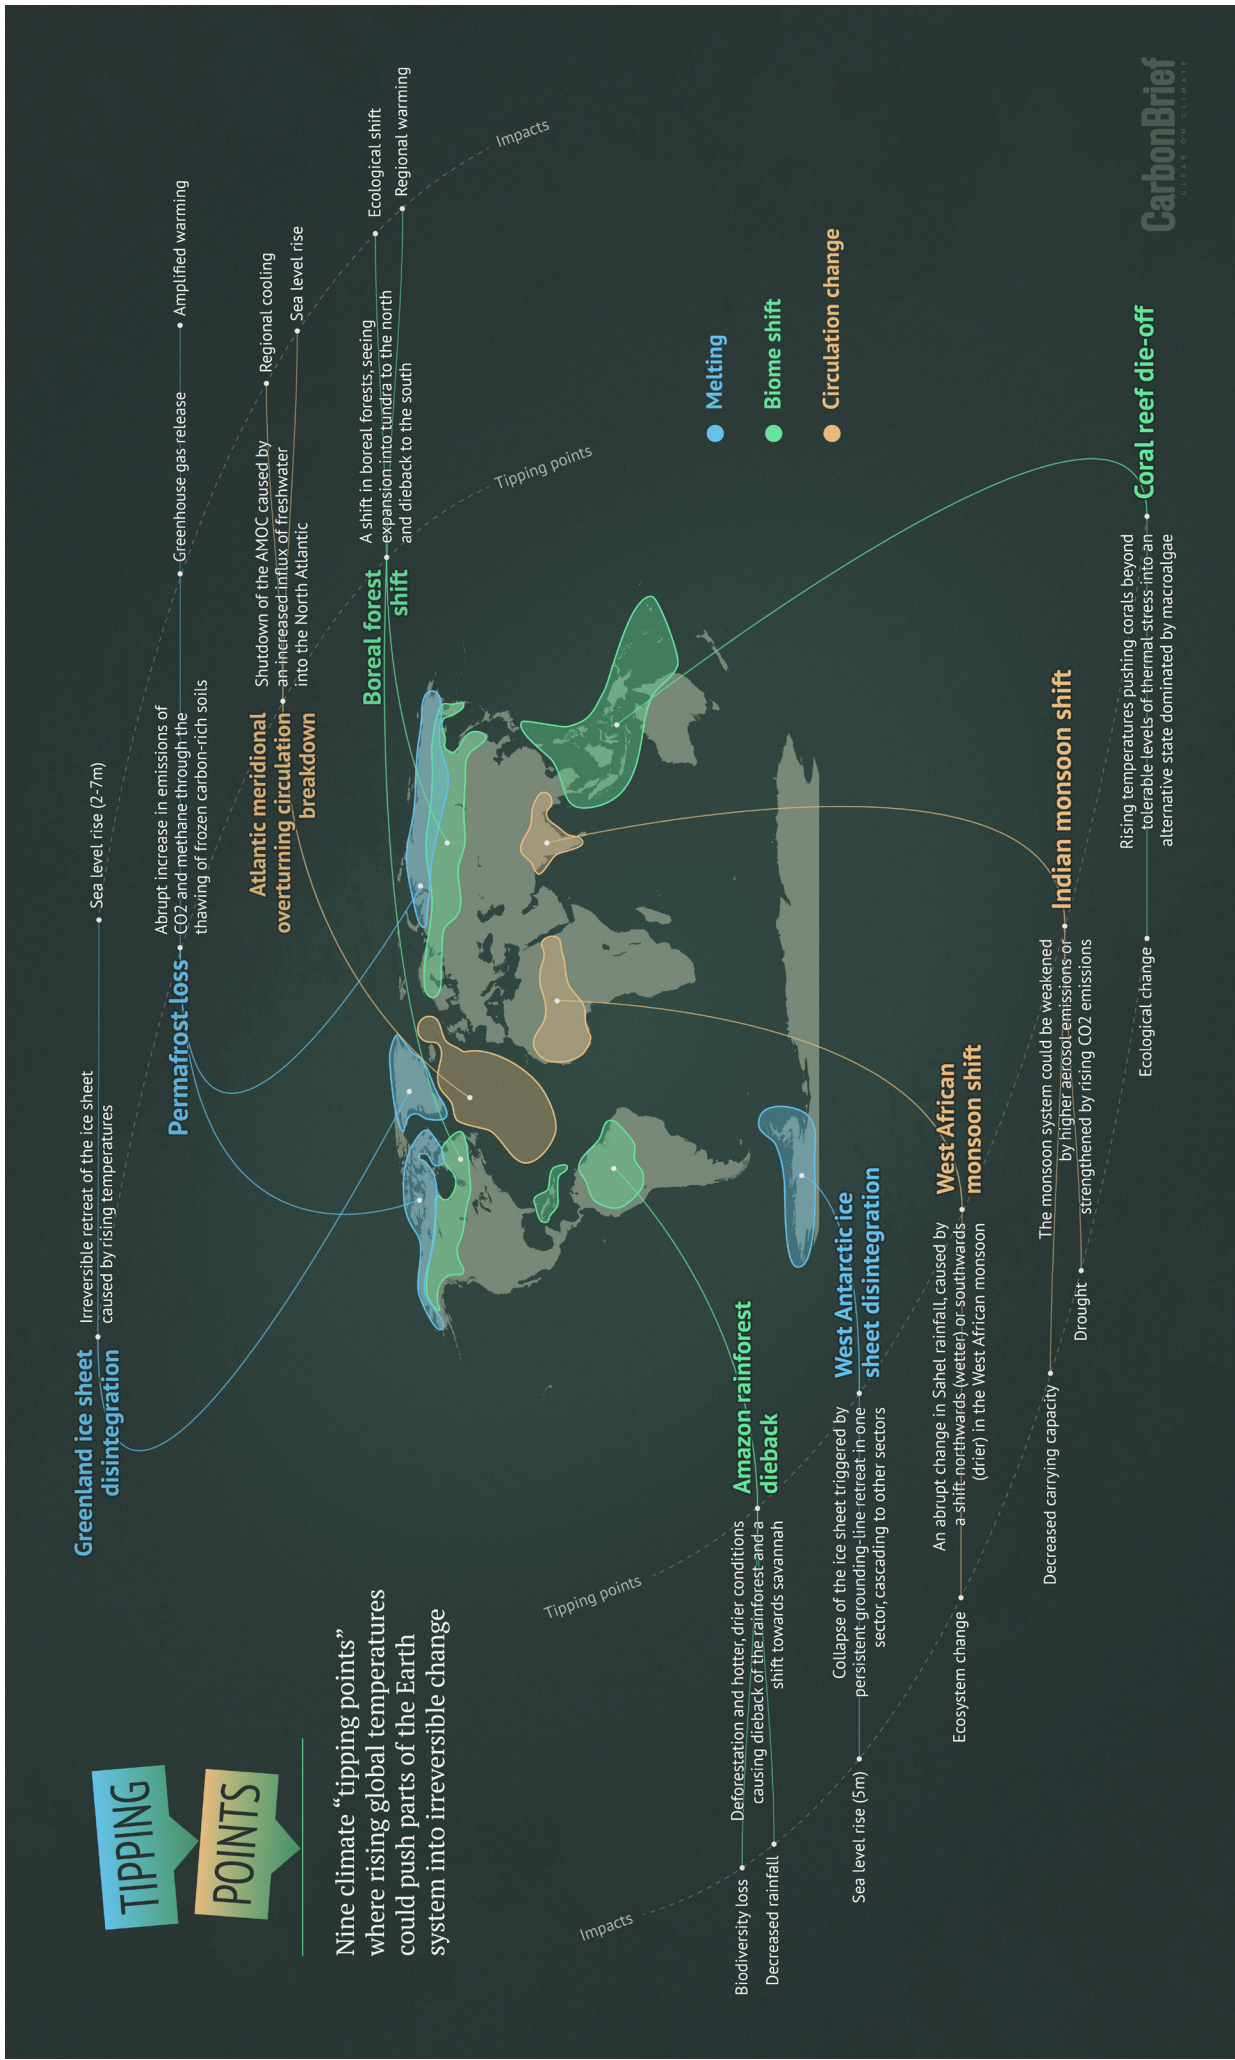 TIPPING
POINTS
Nine climate “tipping points”
where rising global temperatures
could push parts of the Earth
system into irreversible change
Greenland ice sheet
disintegration
Irreversible retreat of the ice sheet
caused by rising temperatures
Sea level rise (2-7m)
Permafrost loss
Abrupt increase in emissions of
CO2 and methane through the
thawing of frozen carbon-rich soils
Greenhouse gas release
Amplified warming
Atlantic meridional
overturning circulation
breakdown
Shutdown of the AMOC caused by
an increased influx of freshwater
into the North Atlantic
Regional cooling
Sea level rise
Boreal forest
shift
A shift in boreal forests, seeing
expansion into tundra to the north
and dieback to the south
Ecological shift
Regional warming
Impacts
Tipping points
Melting
Biome shift
Circulation change
Tipping points
Impacts
Amazon rainforest
dieback
Deforestation and hotter, drier conditions
causing dieback of the rainforest and a
shift towards savannah
Biodiversity loss
Decreased rainfall
West Antarctic ice
sheet disintegration
Collapse of the ice sheet triggered by
persistent grounding-line retreat in one
sector, cascading to other sectors
Sea level rise (5m)
West African
monsoon shift
An abrupt change in Sahel rainfall, caused by
a shift northwards (wetter) or southwards
(drier) in the West African monsoon
Ecosystem change
Indian monsoon shift
The monsoon system could be weakened
by higher aerosol emissions or
strengthened by rising CO2 emissions
Decreased carrying capacity
Drought
Coral reef die-off
Rising temperatures pushing corals beyond
tolerable levels of thermal stress into an
alternative state dominated by macroalgae
Ecological change
CarbonBrief
CLEAR ON CLIMATE